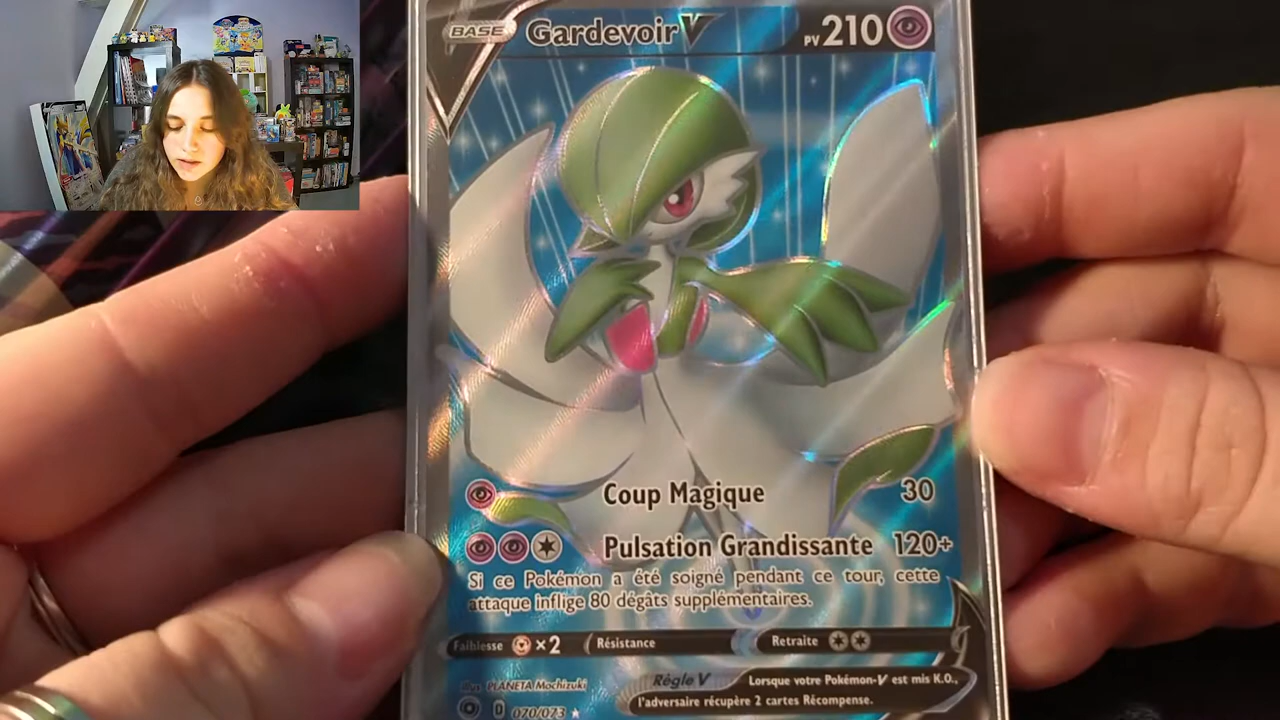 BASE Gardevoir V PV 210
Coup Magique 30
Pulsation Grandissante 120+
Si ce Pokémon a été soigné pendant ce tour, cette
attaque inflige 80 dégâts supplémentaires.
Faiblesse ×2 Résistance Retraite
Illus. PLANETA Mochizuki
Règle V Lorsque votre Pokémon-V est mis K.O.,
l'adversaire récupère 2 cartes Récompense.
D 070/073